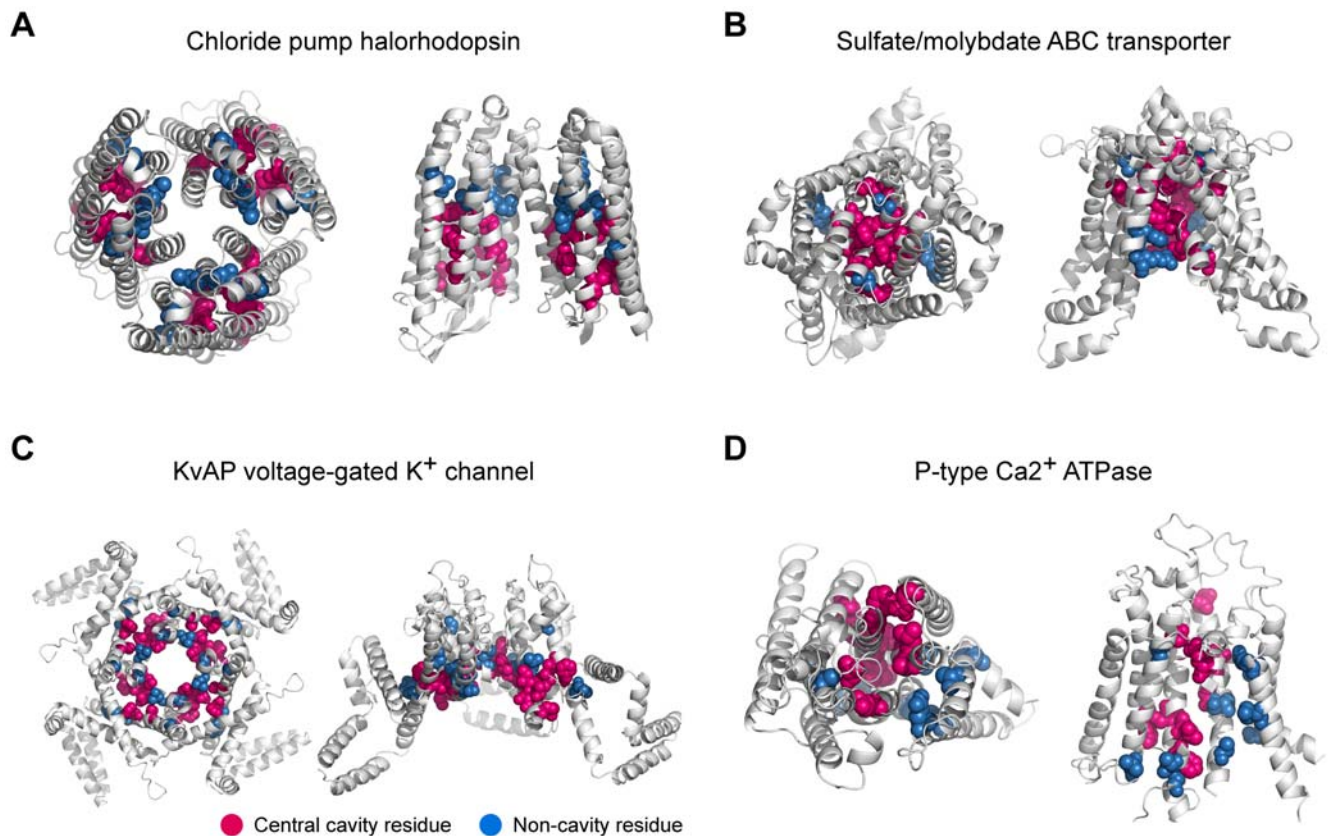 A
Chloride pump halorhodopsin
B
Sulfate/molybdate ABC transporter
C
KvAP voltage-gated K⁺ channel
D
P-type Ca2⁺ ATPase
Central cavity residue
Non-cavity residue